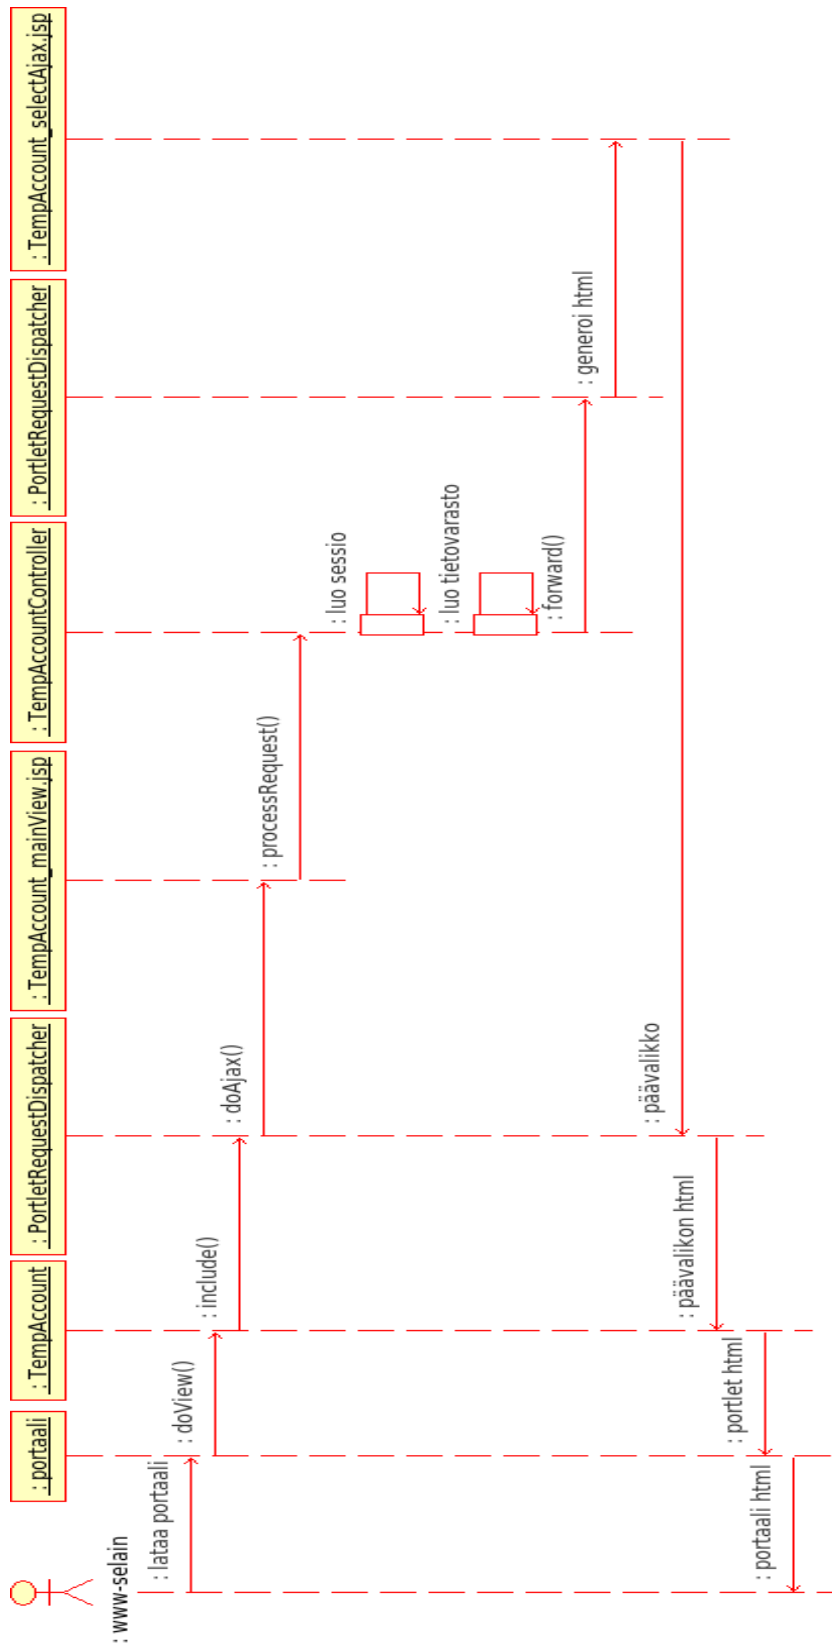 : www-selain
: portaali
: TempAccount
: PortletRequestDispatcher
: TempAccount_mainView.jsp
: TempAccountController
: PortletRequestDispatcher
: TempAccount_selectAjax.jsp
: lataa portaali
: doView()
: include()
: doAjax()
: processRequest()
: luo sessio
: luo tietovarasto
: forward()
: generoi html
: päävalikko
: päävalikon html
: portlet html
: portaali html